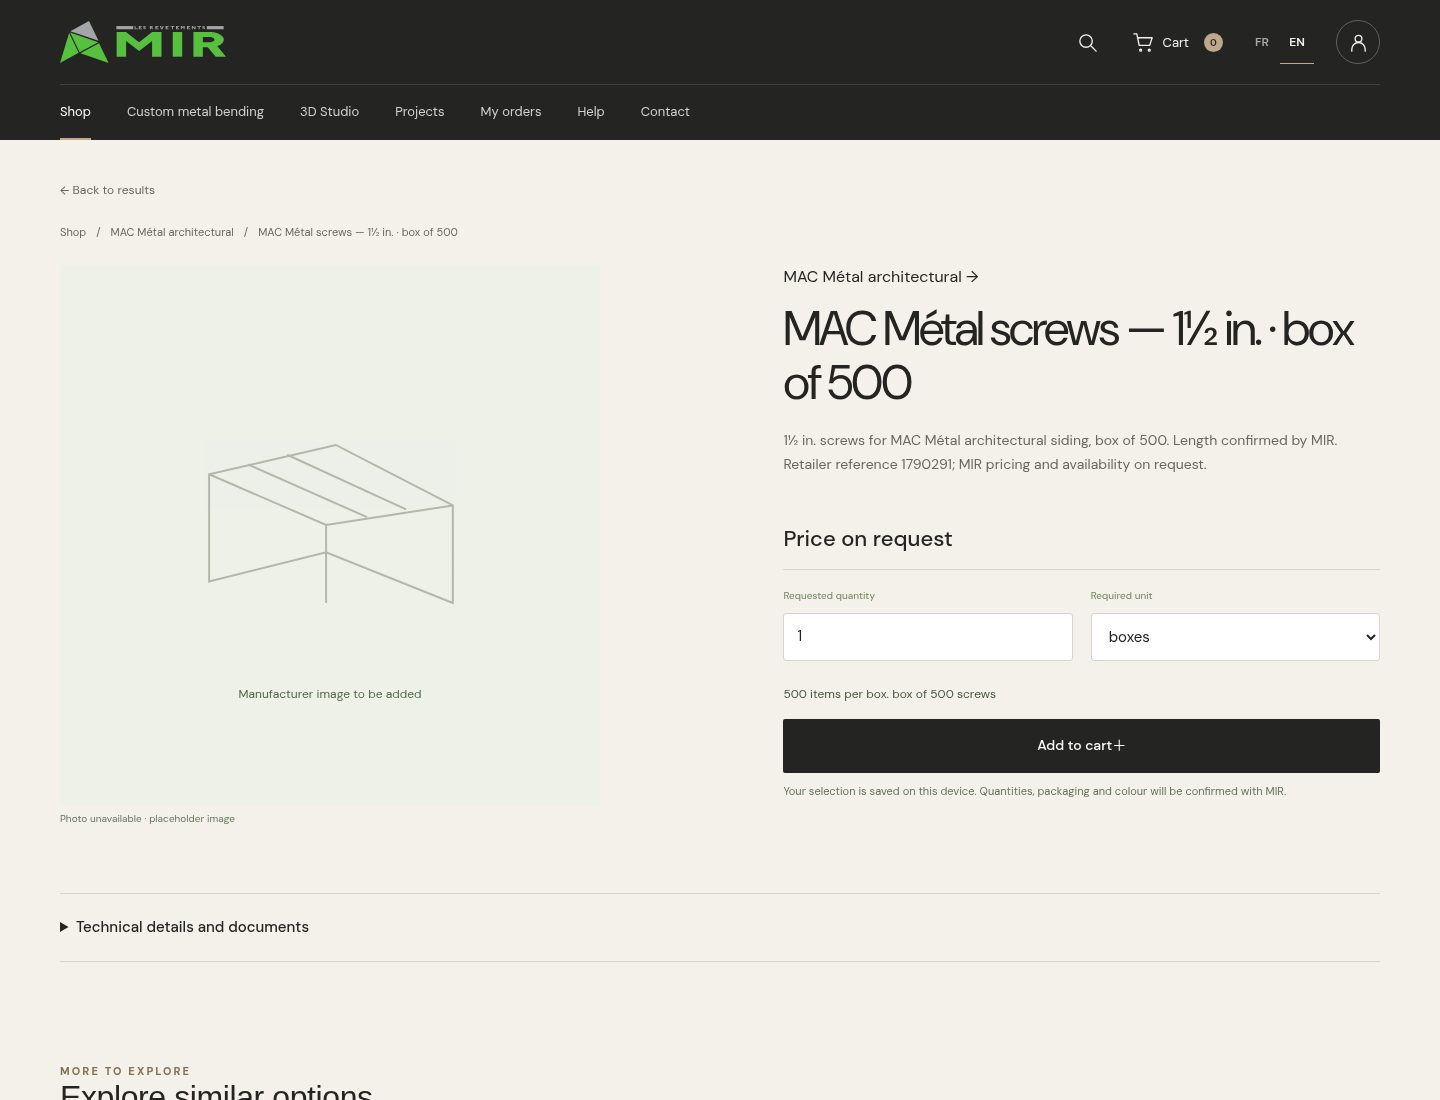 LES REVÊTEMENTS
MIR
Cart 0 FR EN
Shop Custom metal bending 3D Studio Projects My orders Help Contact
← Back to results
Shop / MAC Métal architectural / MAC Métal screws — 1½ in. · box of 500
MAC Métal architectural →
MAC Métal screws — 1½ in. · box
of 500
1½ in. screws for MAC Métal architectural siding, box of 500. Length confirmed by MIR.
Retailer reference 1790291; MIR pricing and availability on request.
Price on request
Requested quantity Required unit
1 boxes
500 items per box. box of 500 screws
Add to cart+
Your selection is saved on this device. Quantities, packaging and colour will be confirmed with MIR.
Manufacturer image to be added
Photo unavailable · placeholder image
Technical details and documents
MORE TO EXPLORE
Explore similar options